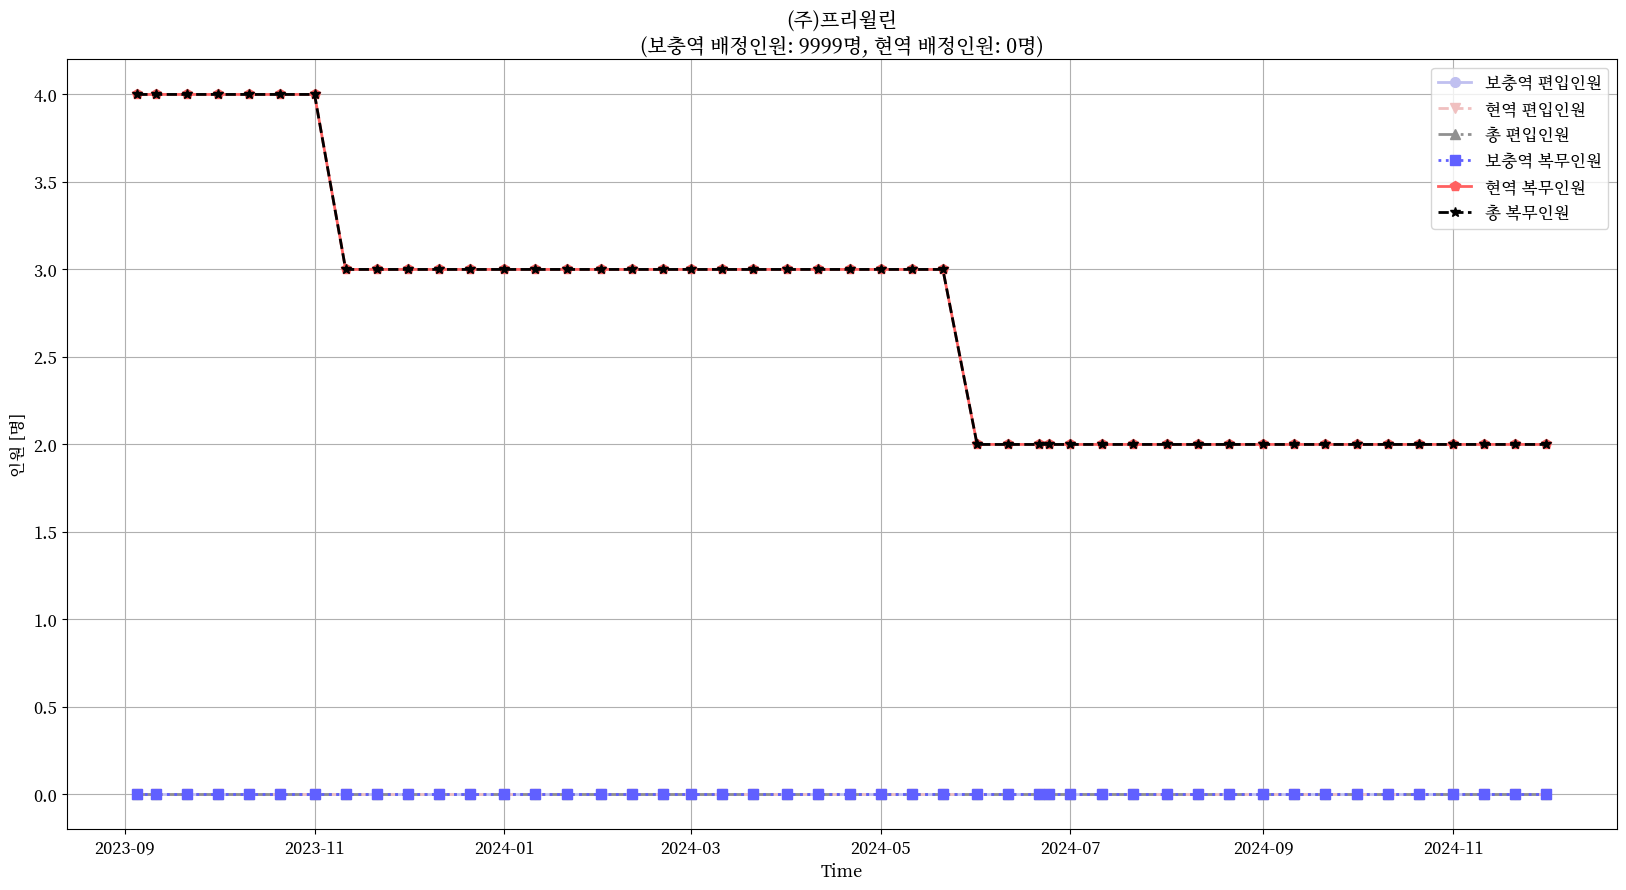 (주)프리윌린
(보충역 배정인원: 9999명, 현역 배정인원: 0명)
보충역 편입인원
현역 편입인원
총 편입인원
보충역 복무인원
현역 복무인원
총 복무인원
4.0
3.5
3.0
2.5
2.0
1.5
1.0
0.5
0.0
인원 [명]
2023-09
2023-11
2024-01
2024-03
2024-05
2024-07
2024-09
2024-11
Time